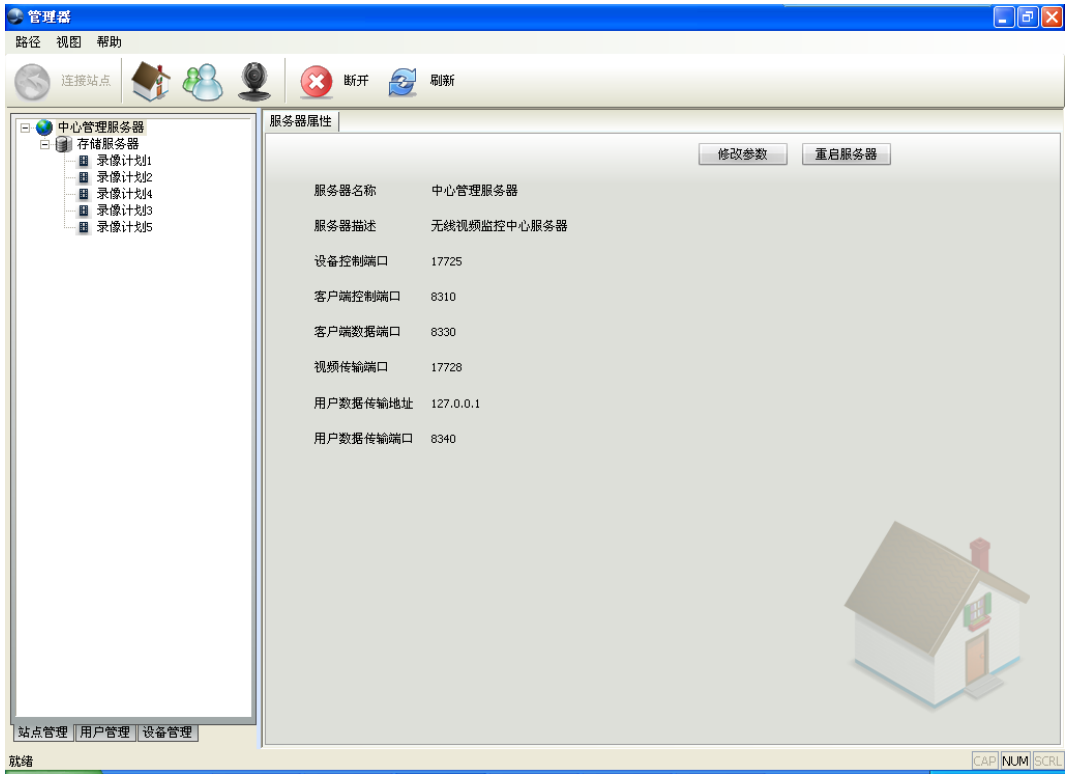 管理器
路径 视图 帮助
连接站点 断开 刷新
中心管理服务器
存储服务器
录像计划1
录像计划2
录像计划4
录像计划3
录像计划5
站点管理 用户管理 设备管理
服务器属性
修改参数 重启服务器
服务器名称 中心管理服务器
服务器描述 无线视频监控中心服务器
设备控制端口 17725
客户端控制端口 8310
客户端数据端口 8330
视频传输端口 17728
用户数据传输地址 127.0.0.1
用户数据传输端口 8340
就绪 CAP NUM SCRL